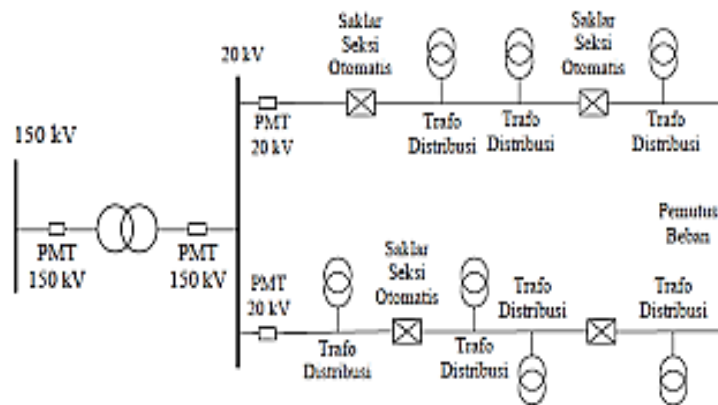 Saklar
Seksi
Otomatis
Saklar
Seksi
Otomatis
20 kV
PMT
20 kV
Trafo
Distribusi
Trafo
Distribusi
Trafo
Distribusi
150 kV
PMT
150 kV
PMT
150 kV
Pemutus
Beban
PMT
20 kV
Saklar
Seksi
Otomatis
Trafo
Distribusi
Trafo
Distribusi
Trafo
Distribusi
Trafo
Distribusi